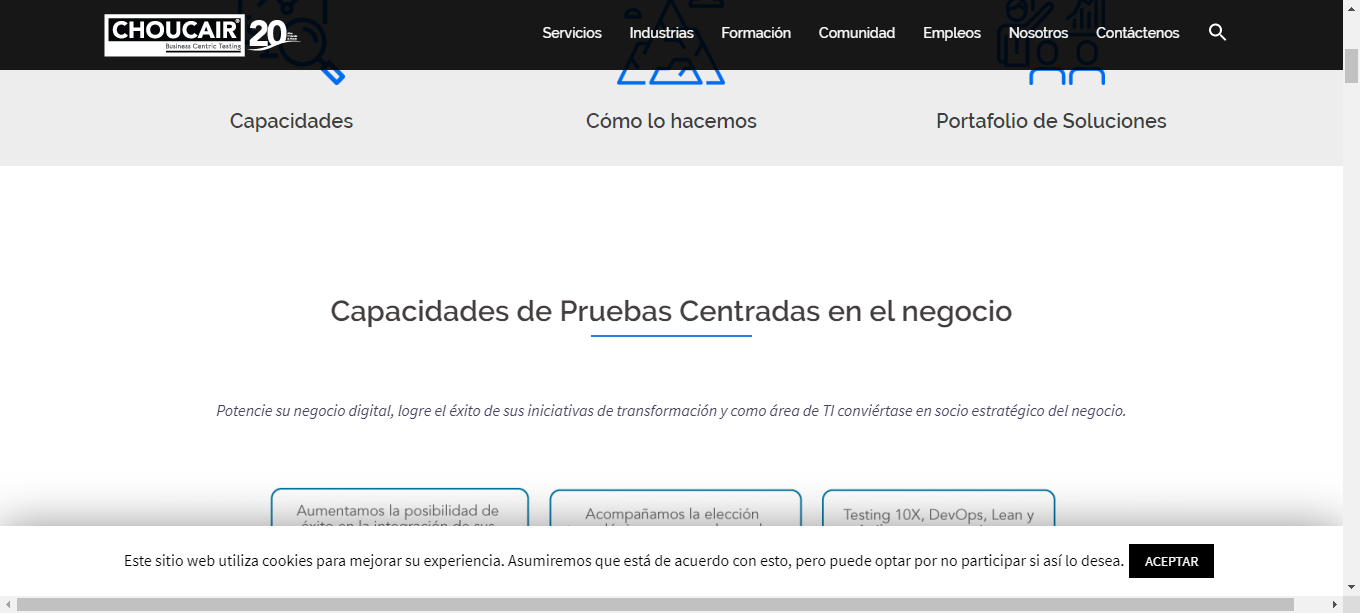 CHOUCAIR
Business Centric Testing
20
Servicios
Industrias
Formación
Comunidad
Empleos
Nosotros
Contáctenos
Capacidades
Cómo lo hacemos
Portafolio de Soluciones
Capacidades de Pruebas Centradas en el negocio
Potencie su negocio digital, logre el éxito de sus iniciativas de transformación y como área de TI conviértase en socio estratégico del negocio.
Aumentamos la posibilidad de
éxito en la integración de sus
Acompañamos la elección
Testing 10X, DevOps, Lean y
Este sitio web utiliza cookies para mejorar su experiencia. Asumiremos que está de acuerdo con esto, pero puede optar por no participar si así lo desea.
ACEPTAR